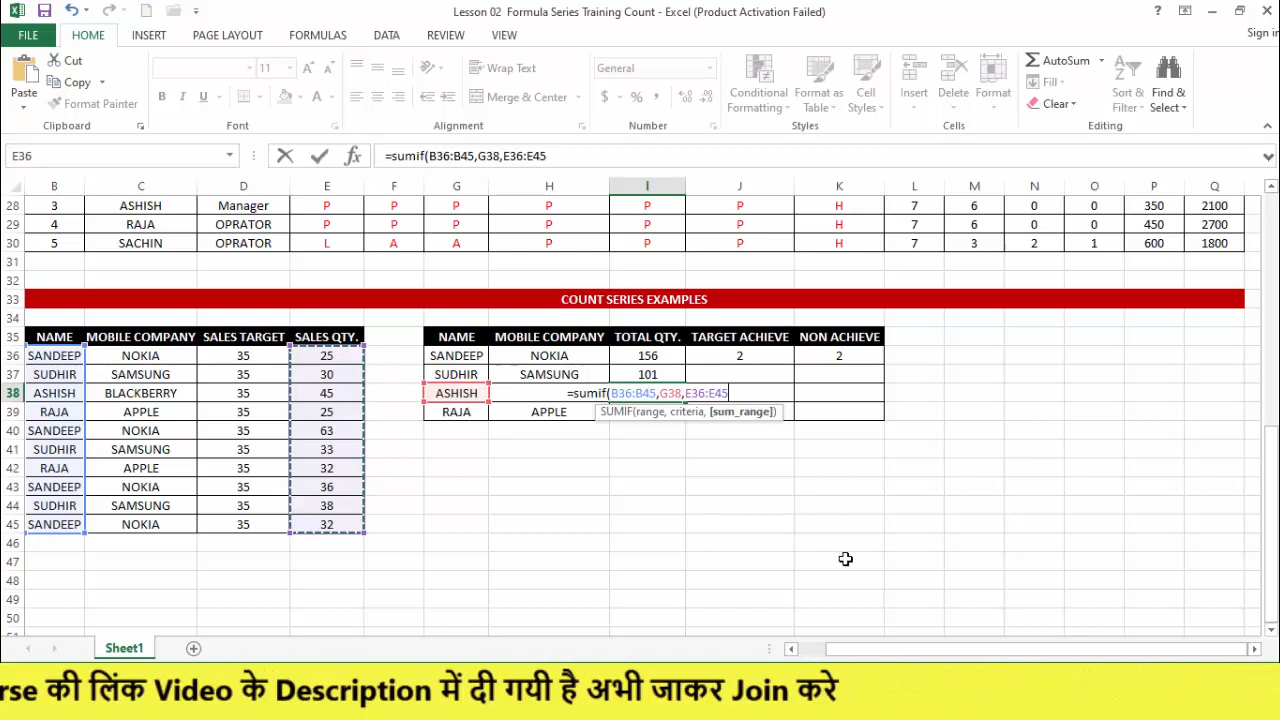 Lesson 02 Formula Series Training Count - Excel (Product Activation Failed)
FILE HOME INSERT PAGE LAYOUT FORMULAS DATA REVIEW VIEW Sign in
Paste Cut Copy Format Painter
11 Wrap Text Merge & Center General
Conditional Formatting Format as Table Cell Styles Insert Delete Format
AutoSum Fill Clear Sort & Filter Find & Select
Clipboard Font Alignment Number Styles Cells Editing
E36 =sumif(B36:B45,G38,E36:E45
B C D E F G H I J K L M N O P Q
28 3 ASHISH Manager P P P P P P H 7 6 0 0 350 2100
29 4 RAJA OPRATOR P P P P P P H 7 6 0 0 450 2700
30 5 SACHIN OPRATOR L A A P P P H 7 3 2 1 600 1800
31
32
33 COUNT SERIES EXAMPLES
34
35 NAME MOBILE COMPANY SALES TARGET SALES QTY. NAME MOBILE COMPANY TOTAL QTY. TARGET ACHIEVE NON ACHIEVE
36 SANDEEP NOKIA 35 25 SANDEEP NOKIA 156 2 2
37 SUDHIR SAMSUNG 35 30 SUDHIR SAMSUNG 101
38 ASHISH BLACKBERRY 35 45 ASHISH =sumif(B36:B45,G38,E36:E45
39 RAJA APPLE 35 25 RAJA APPLE SUMIF(range, criteria, [sum_range])
40 SANDEEP NOKIA 35 63
41 SUDHIR SAMSUNG 35 33
42 RAJA APPLE 35 32
43 SANDEEP NOKIA 35 36
44 SUDHIR SAMSUNG 35 38
45 SANDEEP NOKIA 35 32
46
47
48
49
50
Sheet1
rse की लिंक Video के Description में दी गयी है अभी जाकर Join करे